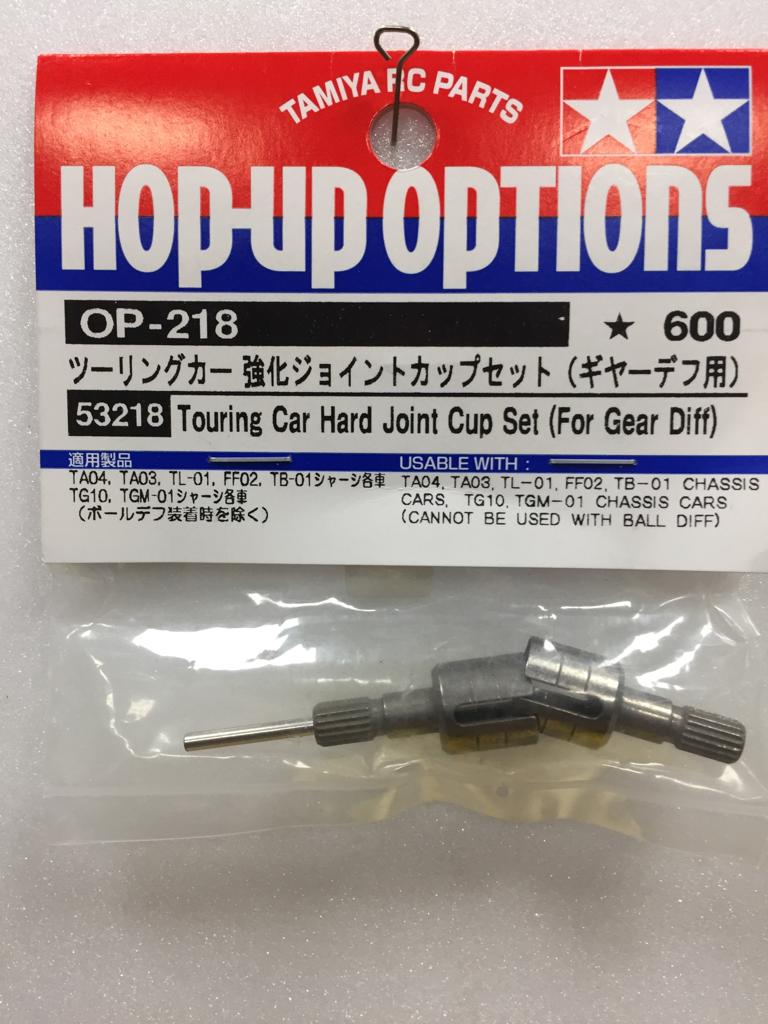 TAMIYA RC PARTS
HOP-UP OPTIONS
OP-218 ★ 600
ツーリングカー 強化ジョイントカップセット（ギヤーデフ用）
53218 Touring Car Hard Joint Cup Set (For Gear Diff)
適用製品
TA04, TA03, TL-01, FF02, TB-01シャーシ各車
TG10, TGM-01シャーシ各車
（ボールデフ装着時を除く）
USABLE WITH :
TA04, TA03, TL-01, FF02, TB-01 CHASSIS
CARS, TG10, TGM-01 CHASSIS CARS
(CANNOT BE USED WITH BALL DIFF)